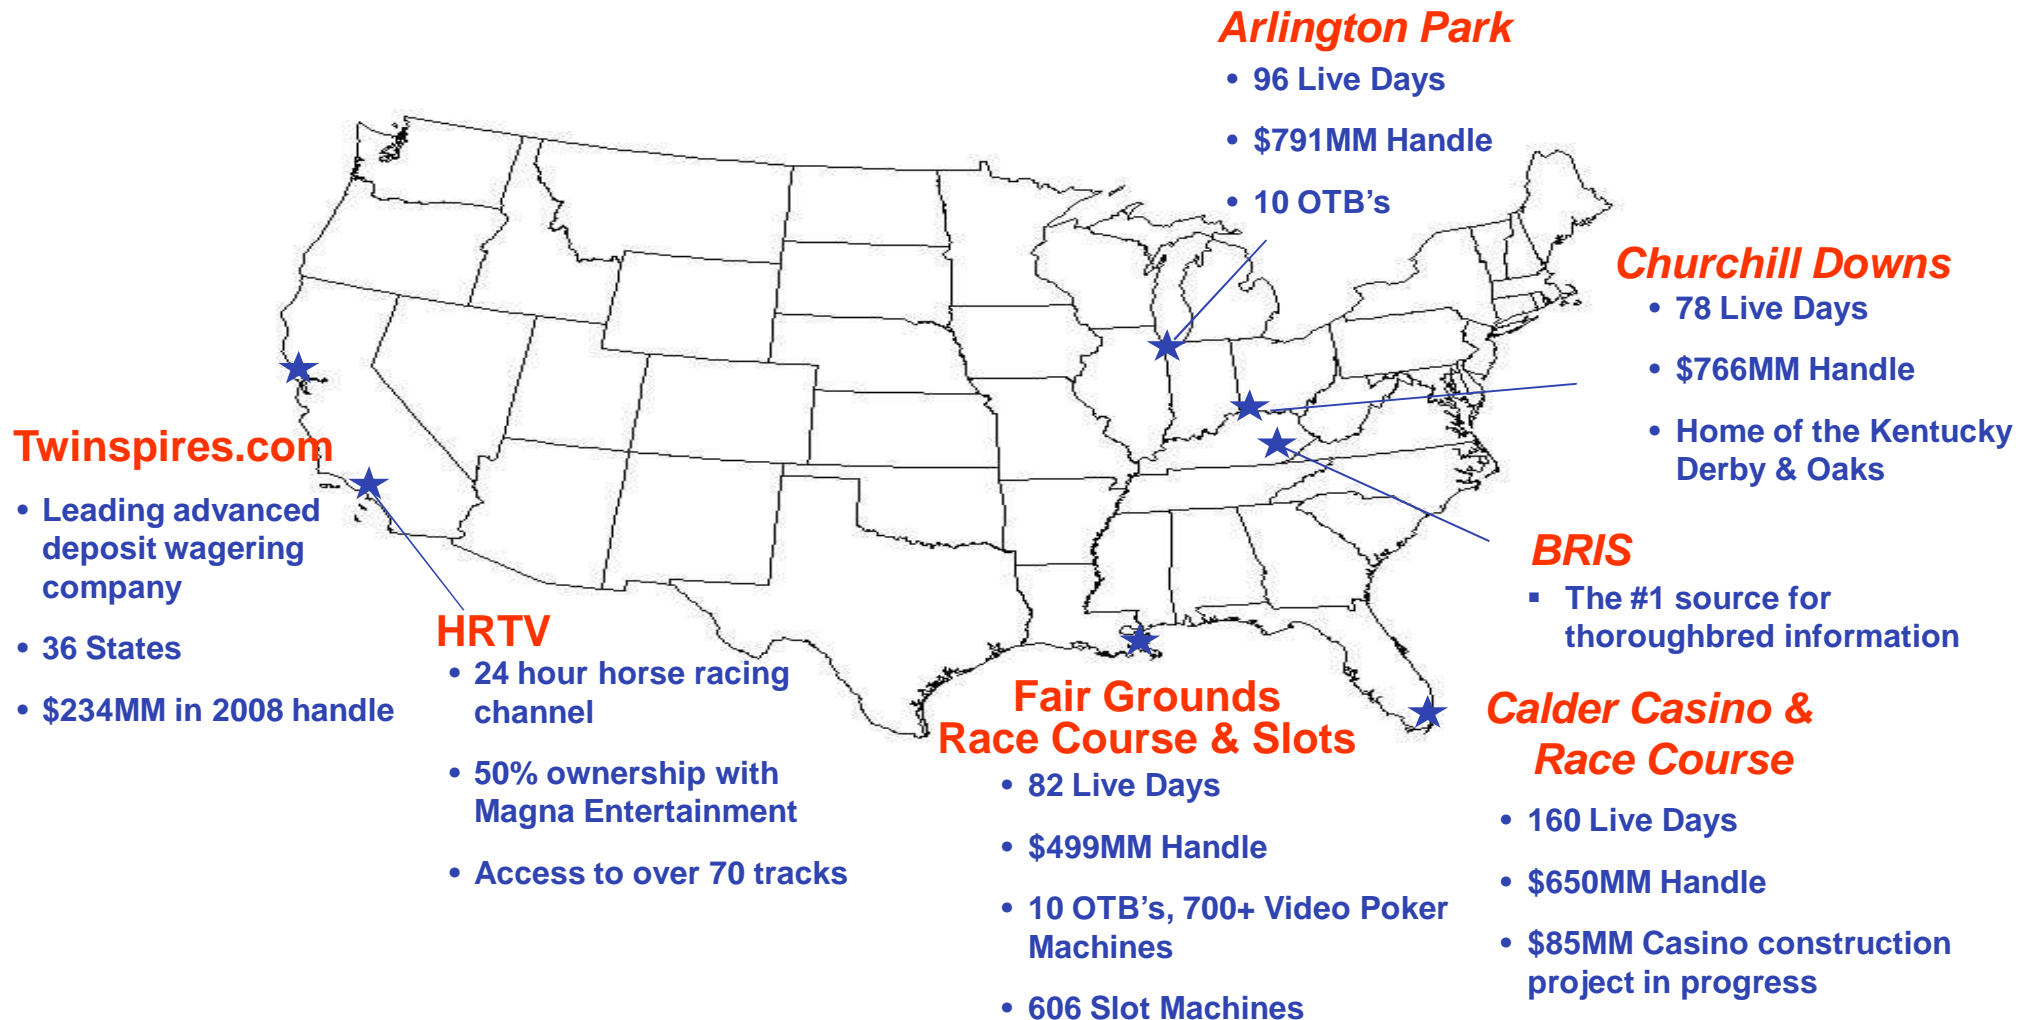 Arlington Park
• 96 Live Days
• $791MM Handle
• 10 OTB’s
Churchill Downs
• 78 Live Days
• $766MM Handle
• Home of the Kentucky
Derby & Oaks
Twinspires.com
• Leading advanced
deposit wagering
company
• 36 States
• $234MM in 2008 handle
HRTV
• 24 hour horse racing
channel
• 50% ownership with
Magna Entertainment
• Access to over 70 tracks
Fair Grounds
Race Course & Slots
• 82 Live Days
• $499MM Handle
• 10 OTB’s, 700+ Video Poker
Machines
• 606 Slot Machines
BRIS
▪ The #1 source for
thoroughbred information
Calder Casino &
Race Course
• 160 Live Days
• $650MM Handle
• $85MM Casino construction
project in progress